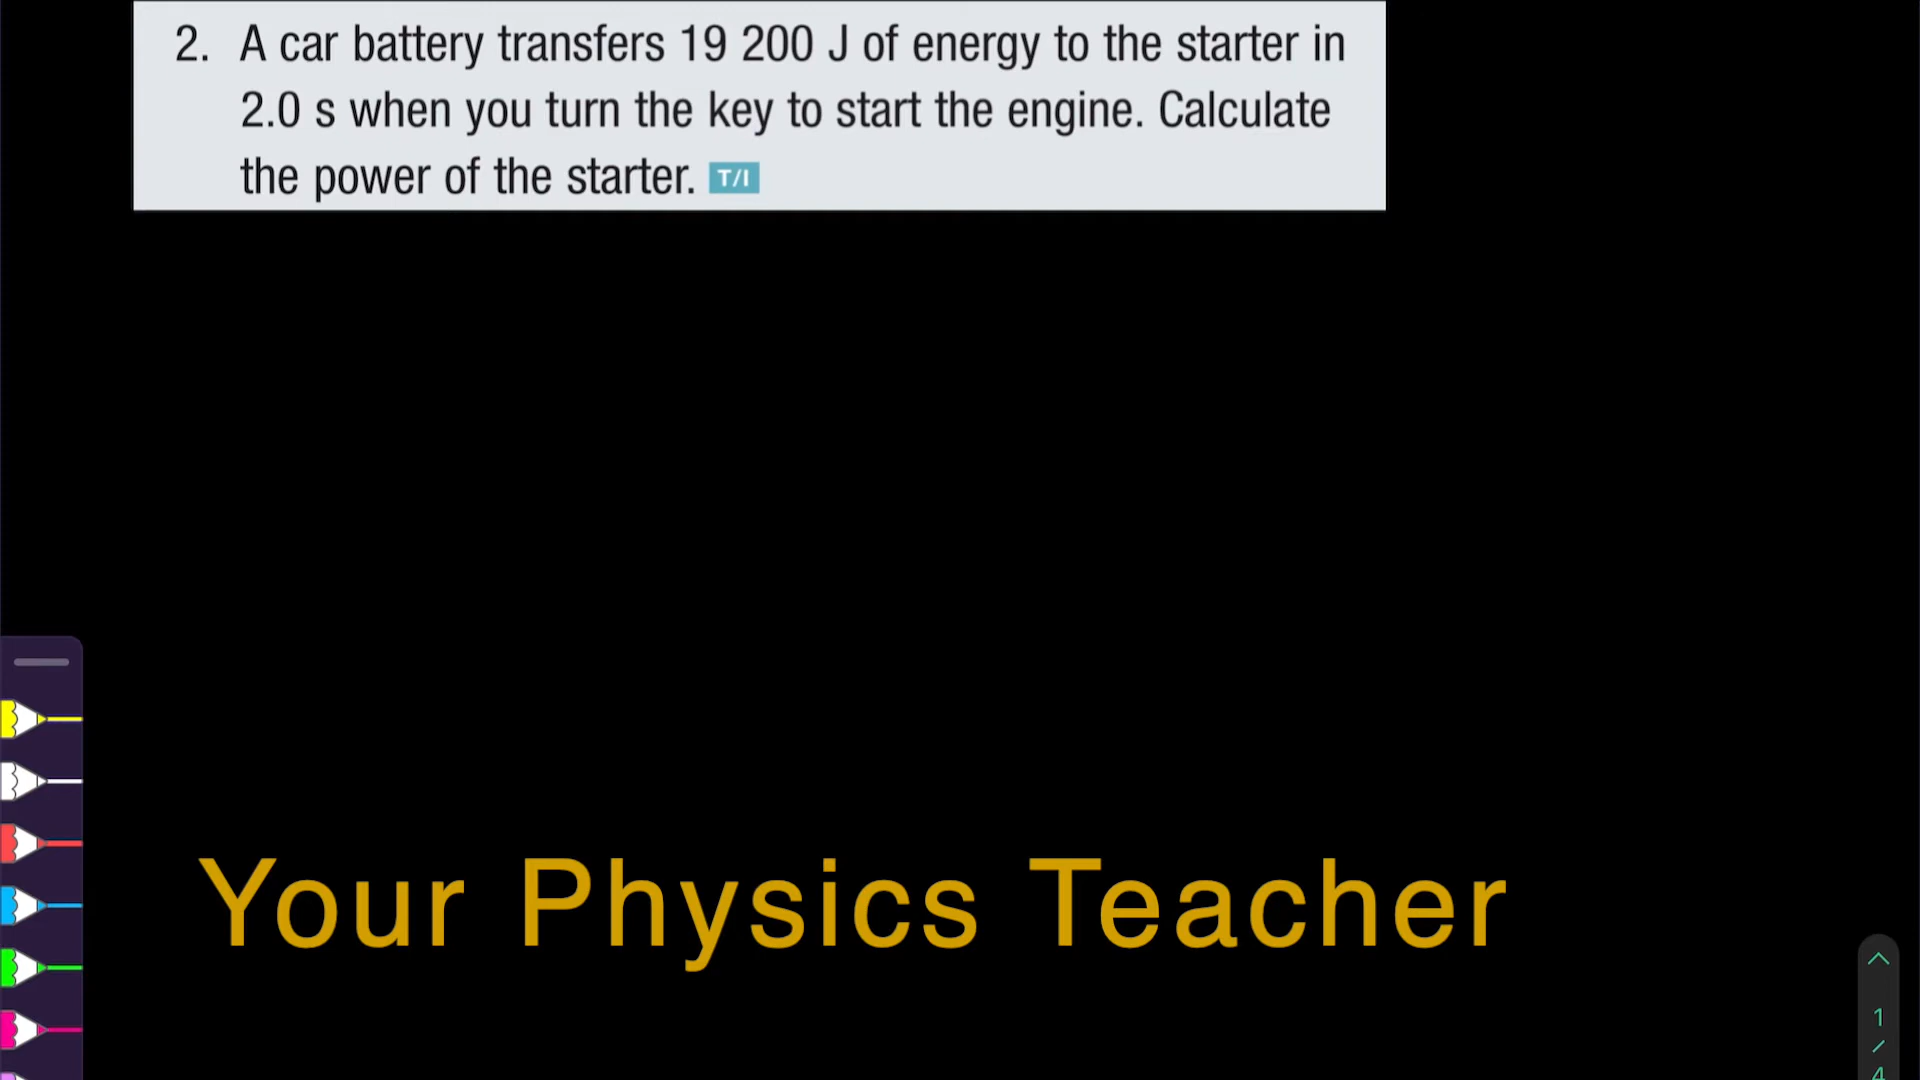 2. A car battery transfers 19 200 J of energy to the starter in
2.0 s when you turn the key to start the engine. Calculate
the power of the starter. T/I
Your Physics Teacher
1
/
4